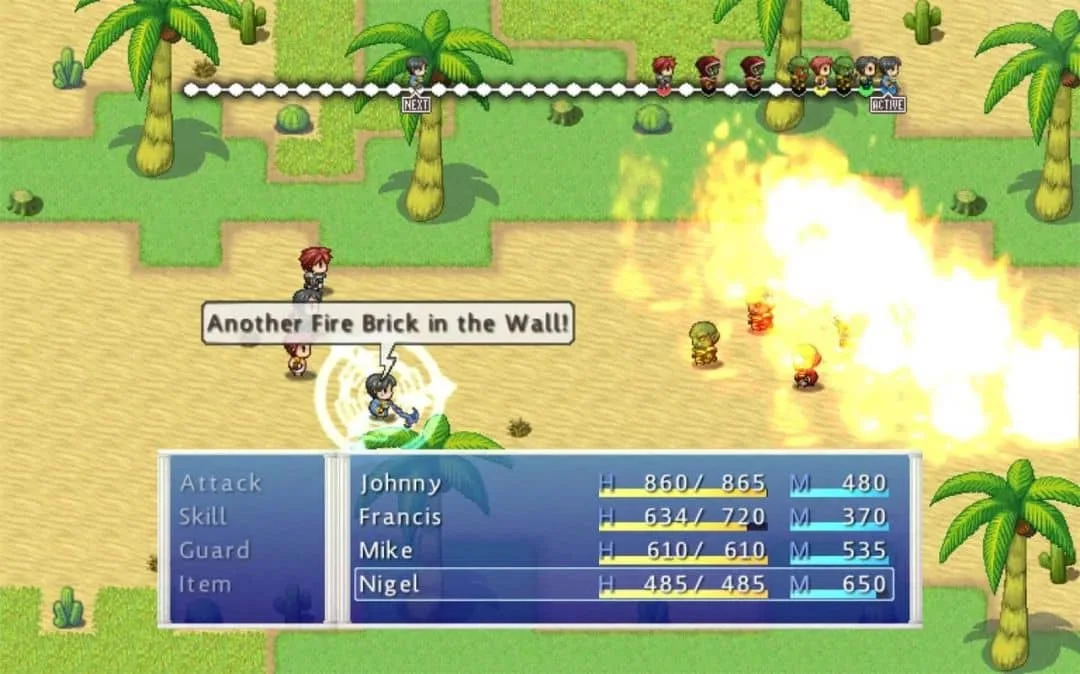 NEXT
ACTIVE
Another Fire Brick in the Wall!
Attack
Skill
Guard
Item
Johnny H 860/ 865 M 480
Francis H 634/ 720 M 370
Mike H 610/ 610 M 535
Nigel H 485/ 485 M 650